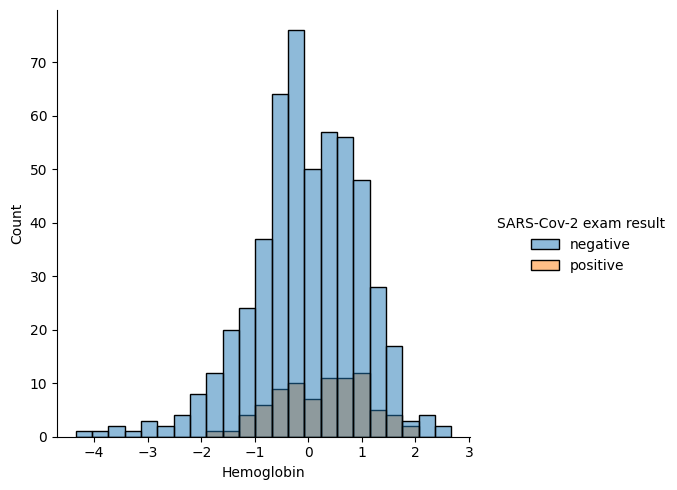 70
60
50
40
30
20
10
0
Count
−4 −3 −2 −1 0 1 2 3
Hemoglobin
SARS-Cov-2 exam result
negative
positive